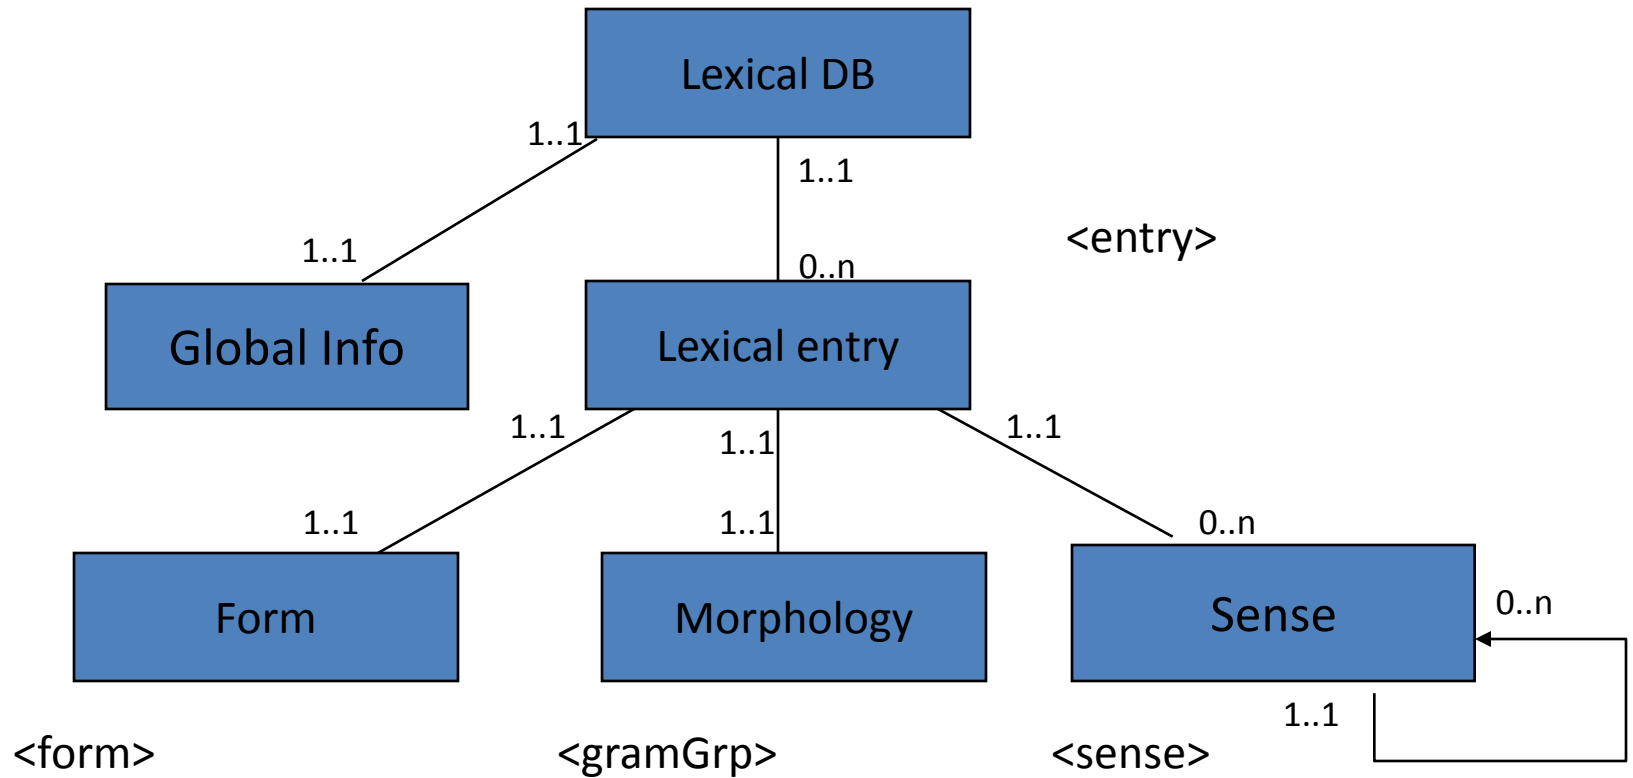 Lexical DB
1..1
1..1
<entry>
1..1
0..n
Global Info
Lexical entry
1..1
1..1
1..1
1..1
1..1
0..n
Form
Morphology
Sense
0..n
1..1
<form>
<gramGrp>
<sense>